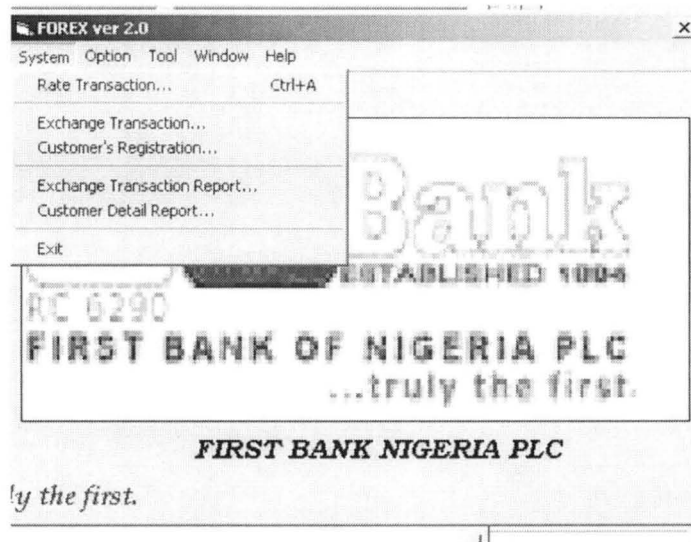 FOREX ver 2.0
System Option Tool Window Help
Rate Transaction... Ctrl+A
Exchange Transaction...
Customer's Registration...
Exchange Transaction Report...
Customer Detail Report...
Exit
Bank
ESTABLISHED 1894
RC 6290
FIRST BANK OF NIGERIA PLC
...truly the first.
FIRST BANK NIGERIA PLC
ly the first.